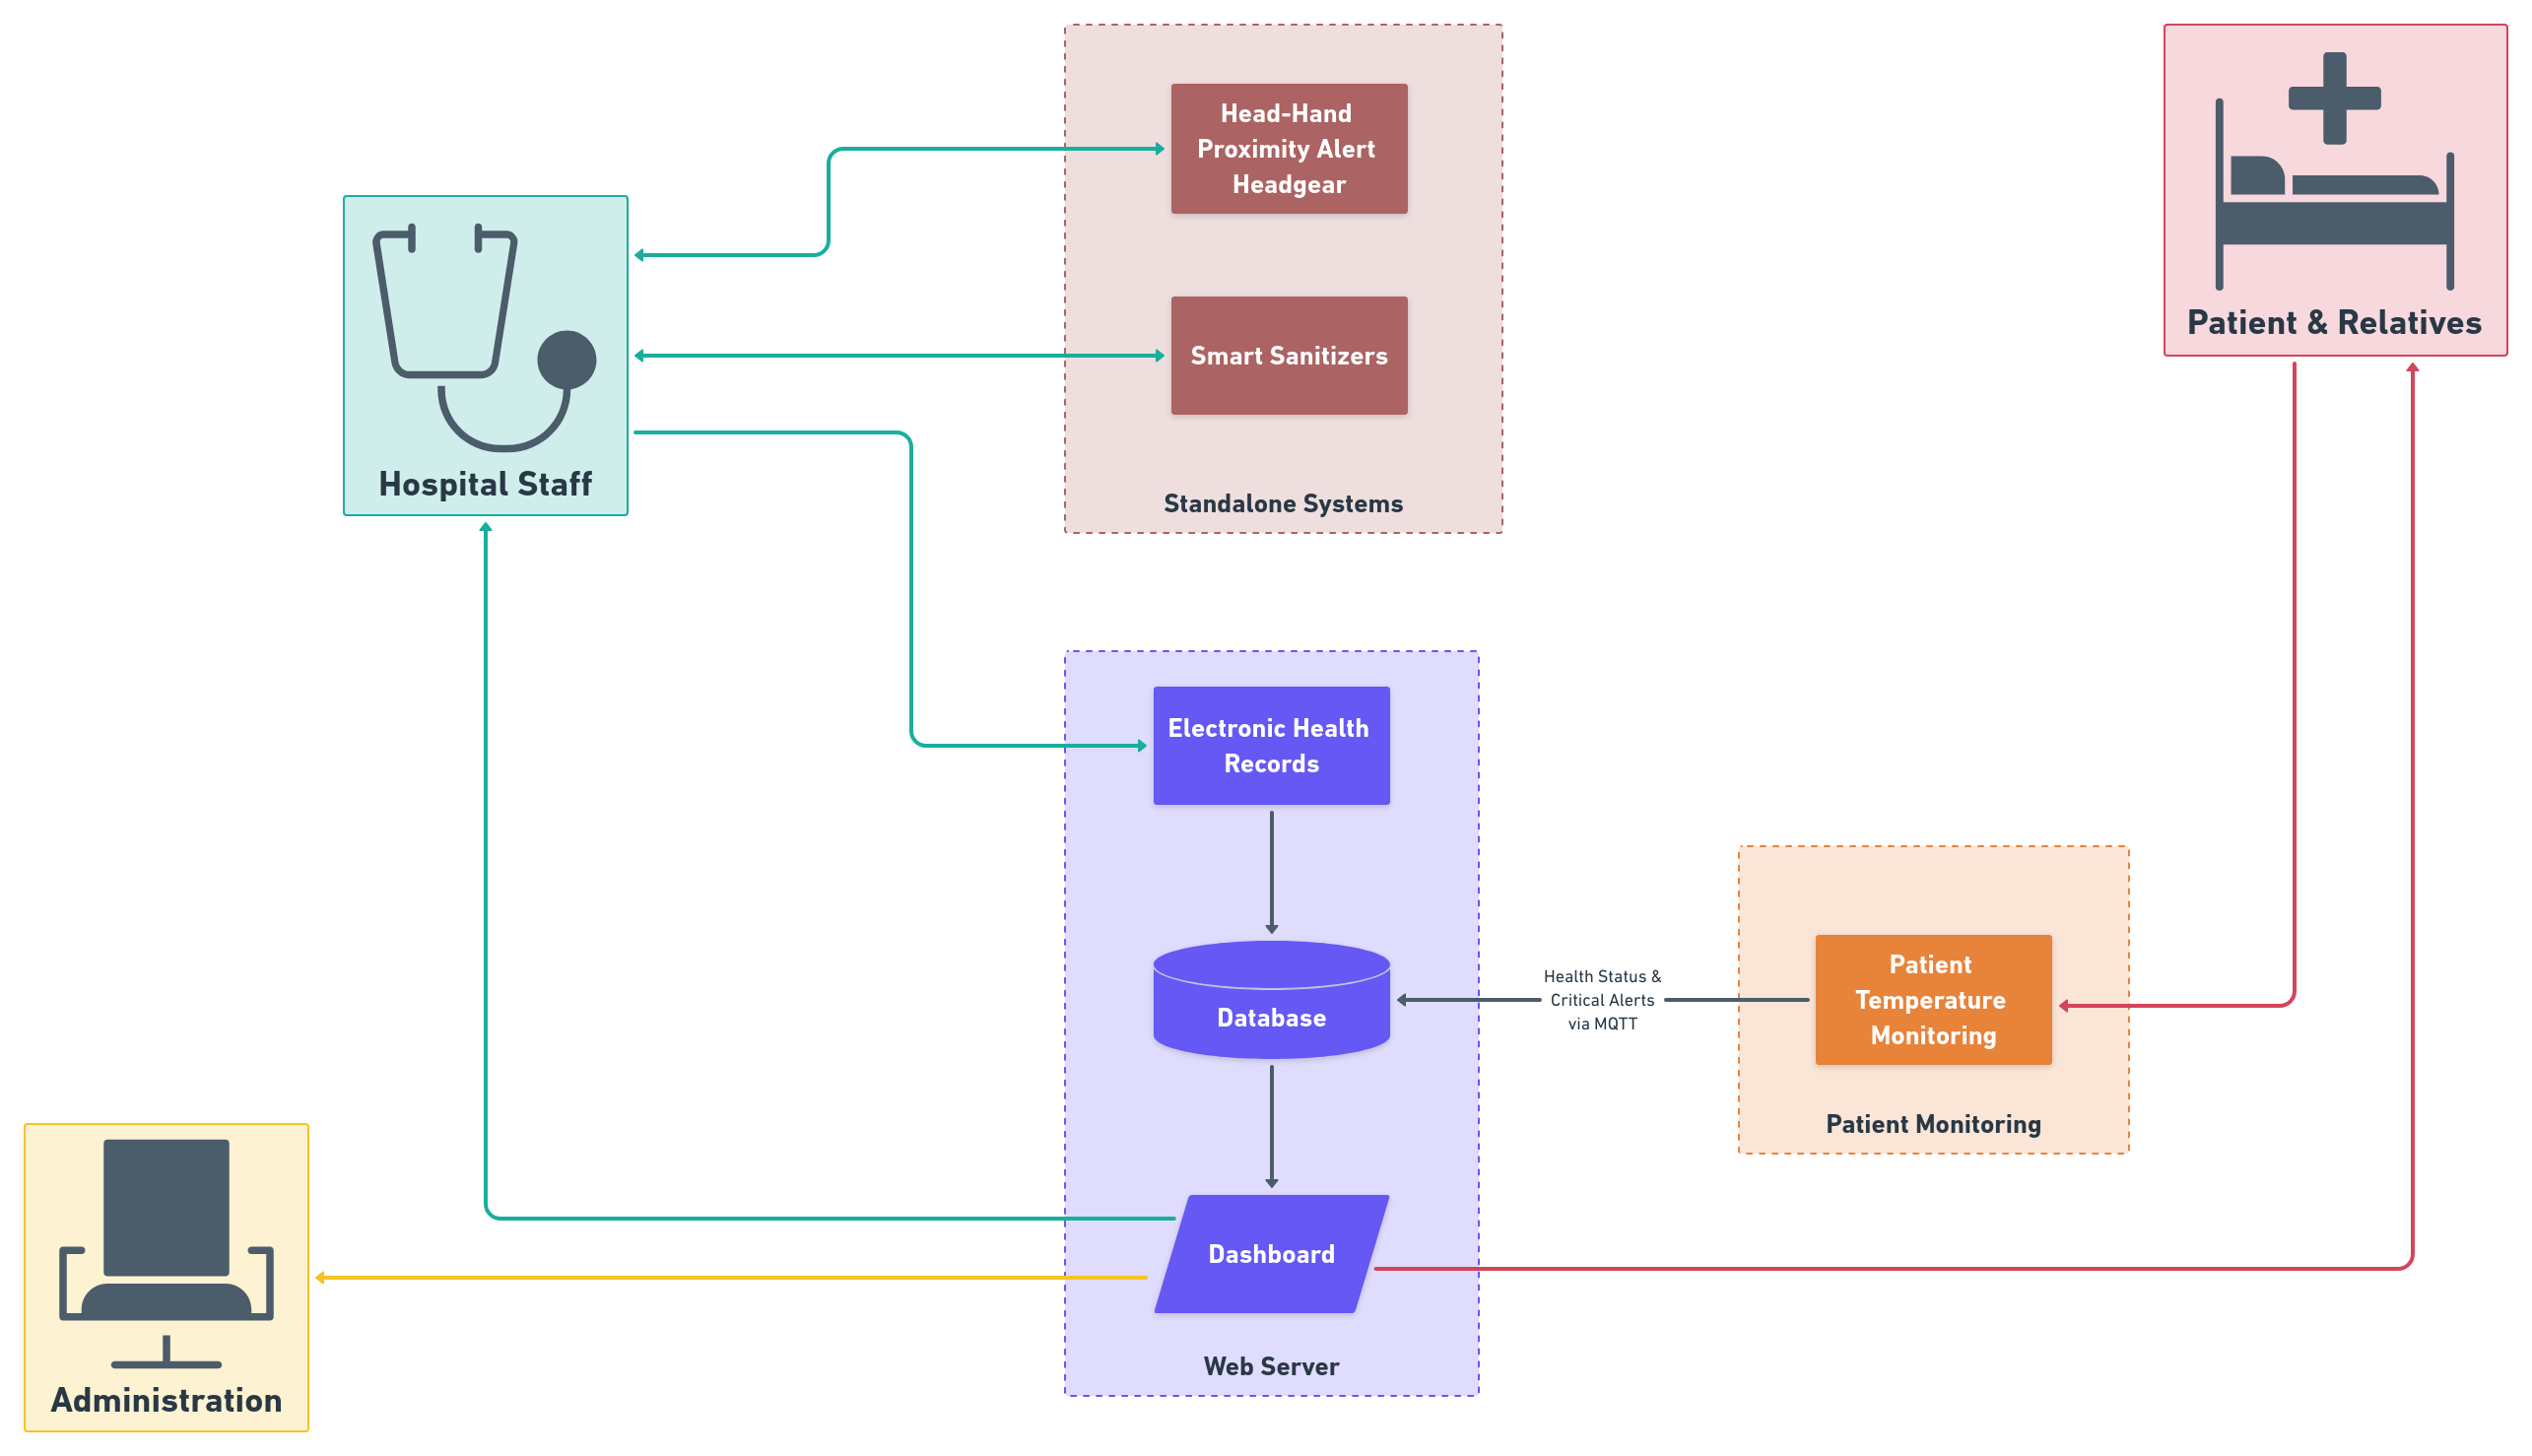 Head-Hand
Proximity Alert
Headgear
Smart Sanitizers
Standalone Systems
Patient & Relatives
Hospital Staff
Electronic Health
Records
Database
Dashboard
Web Server
Health Status &
Critical Alerts
via MQTT
Patient
Temperature
Monitoring
Patient Monitoring
Administration